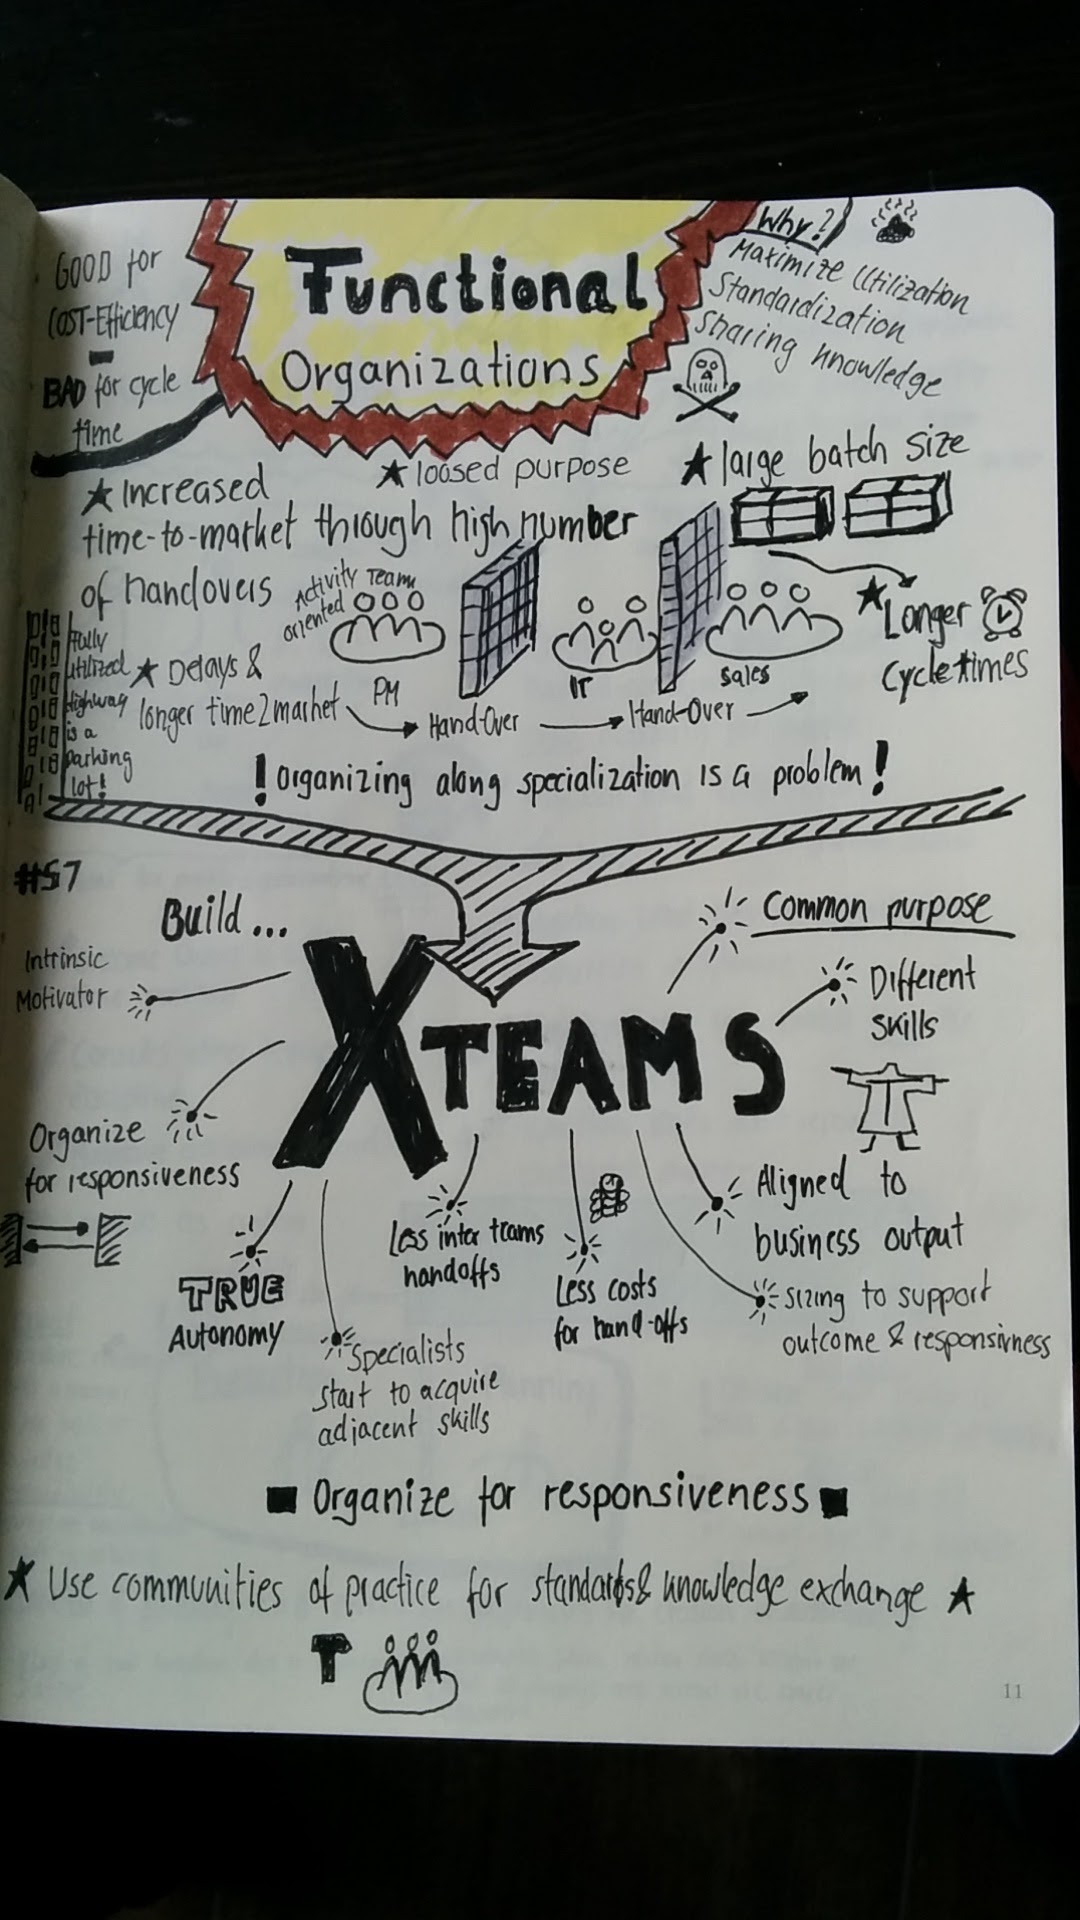 GOOD for
COST-Efficiency
-
BAD for cycle
time
Functional
Organizations
Why?
Maximize Utilization
Standardization
Sharing knowledge
★ Increased
time-to-market through high number
of handovers
★ loosed purpose
★ large batch size
Activity Team
oriented
PM
Hand-Over
IT
Hand-Over
Sales
★ Longer
cycle times
Fully
utilized
Highway
is a
parking
lot!
★ Delays &
longer time2market
! Organizing along specialization is a problem!
#57
Build...
X TEAMS
Intrinsic
Motivator
Common purpose
Different
skills
T
Organize
for responsiveness
TRUE
Autonomy
Specialists
start to acquire
adjacent skills
Less inter teams
handoffs
Less costs
for hand-offs
Aligned to
business output
Sizing to support
outcome & responsivness
■ Organize for responsiveness ■
★ Use communities of practice for standards & knowledge exchange ★
T
11